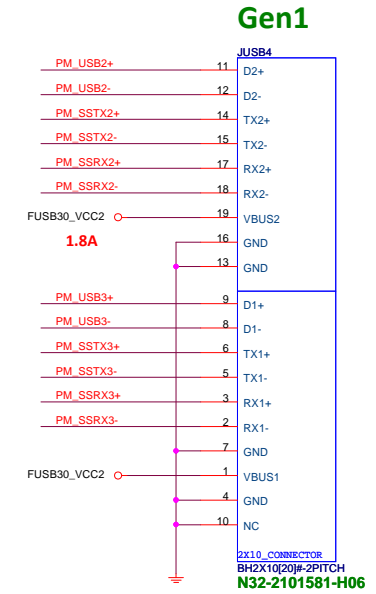 Gen1
JUSB4
PM_USB2+ 11 D2+
PM_USB2- 12 D2-
PM_SSTX2+ 14 TX2+
PM_SSTX2- 15 TX2-
PM_SSRX2+ 17 RX2+
PM_SSRX2- 18 RX2-
FUSB30_VCC2 19 VBUS2
1.8A 16 GND
13 GND
PM_USB3+ 9 D1+
PM_USB3- 8 D1-
PM_SSTX3+ 6 TX1+
PM_SSTX3- 5 TX1-
PM_SSRX3+ 3 RX1+
PM_SSRX3- 2 RX1-
7 GND
FUSB30_VCC2 1 VBUS1
4 GND
10 NC
2X10_CONNECTOR
BH2X10[20]#-2PITCH
N32-2101581-H06